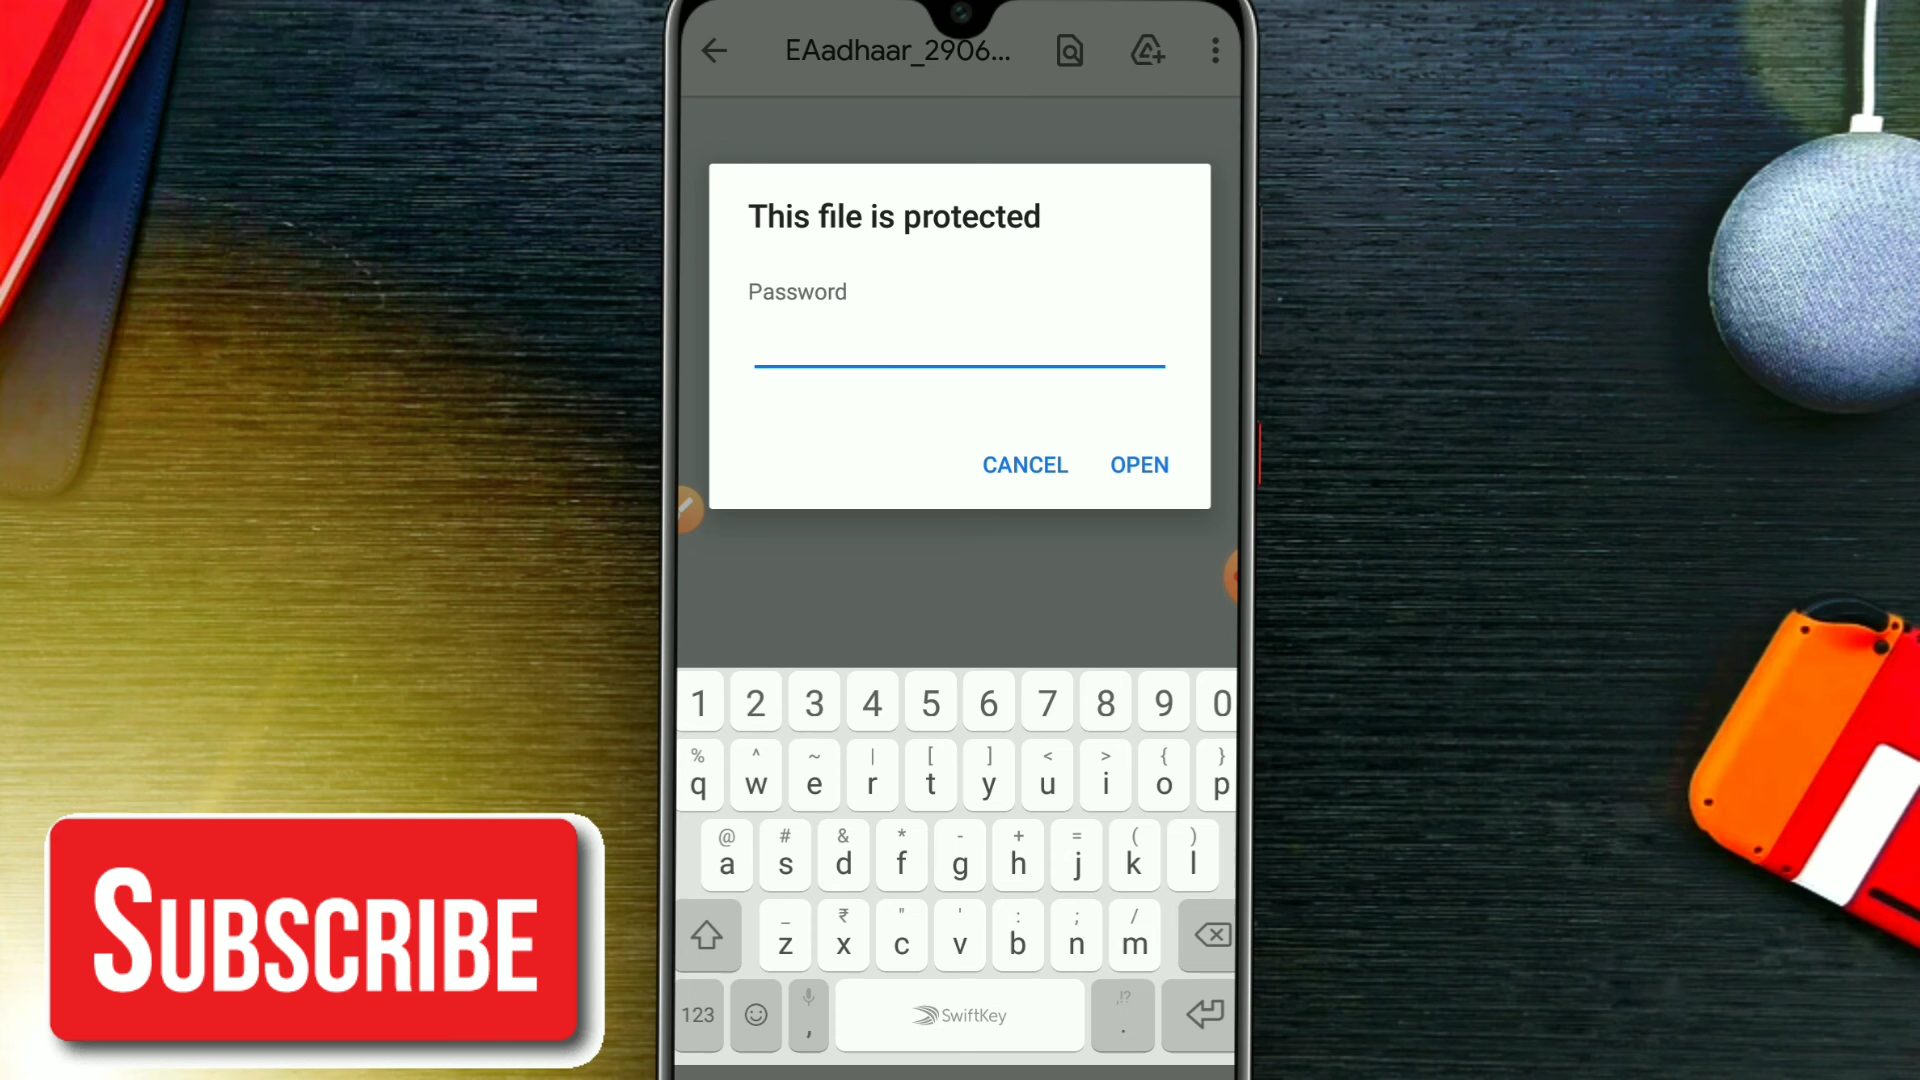 EAadhaar_2906...
This file is protected
Password
CANCEL OPEN
1 2 3 4 5 6 7 8 9 0
% ^ ~ | [ ] < > { }
q w e r t y u i o p
@ # & * - + = ( )
a s d f g h j k l
_ ₹ " ' : ; /
z x c v b n m
,!?
123 , SwiftKey .
SUBSCRIBE